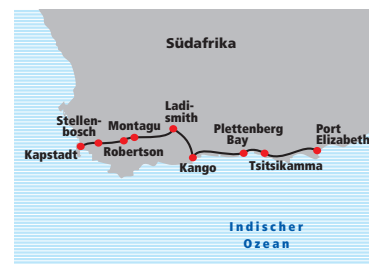 Südafrika
Ladi-
smith
Stellen-
bosch
Montagu
Plettenberg
Bay
Port
Elizabeth
Kapstadt
Robertson
Kango
Tsitsikamma
Indischer
Ozean